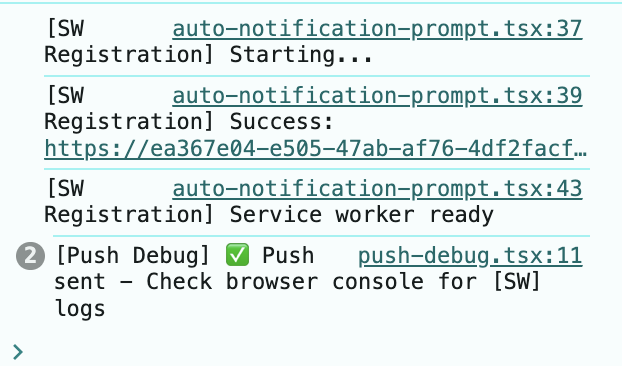 [SW auto-notification-prompt.tsx:37
Registration] Starting...
[SW auto-notification-prompt.tsx:39
Registration] Success:
https://ea367e04-e505-47ab-af76-4df2facf…
[SW auto-notification-prompt.tsx:43
Registration] Service worker ready
2 [Push Debug] ✅ Push push-debug.tsx:11
sent – Check browser console for [SW]
logs